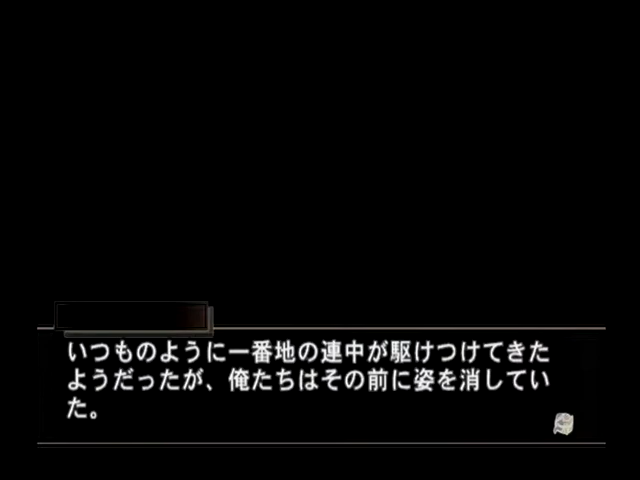 いつものように一番地の連中が駆けつけてきた
ようだったが、俺たちはその前に姿を消してい
た。